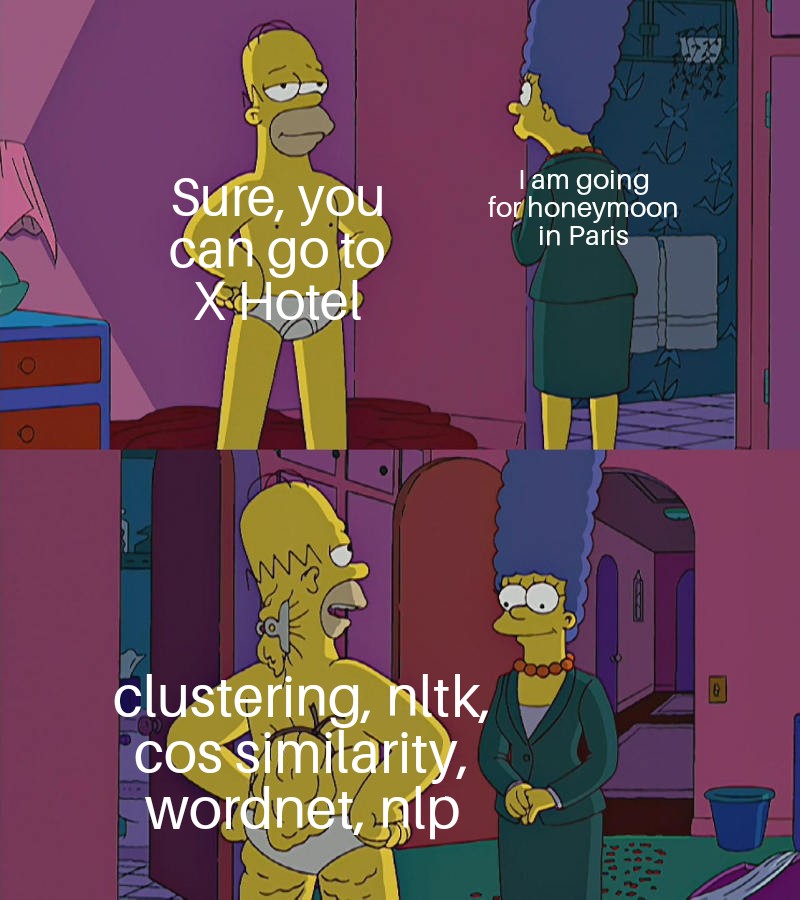 Sure, you
can go to
X Hotel
I am going
for honeymoon
in Paris
clustering, nltk,
cos similarity,
wordnet, nlp